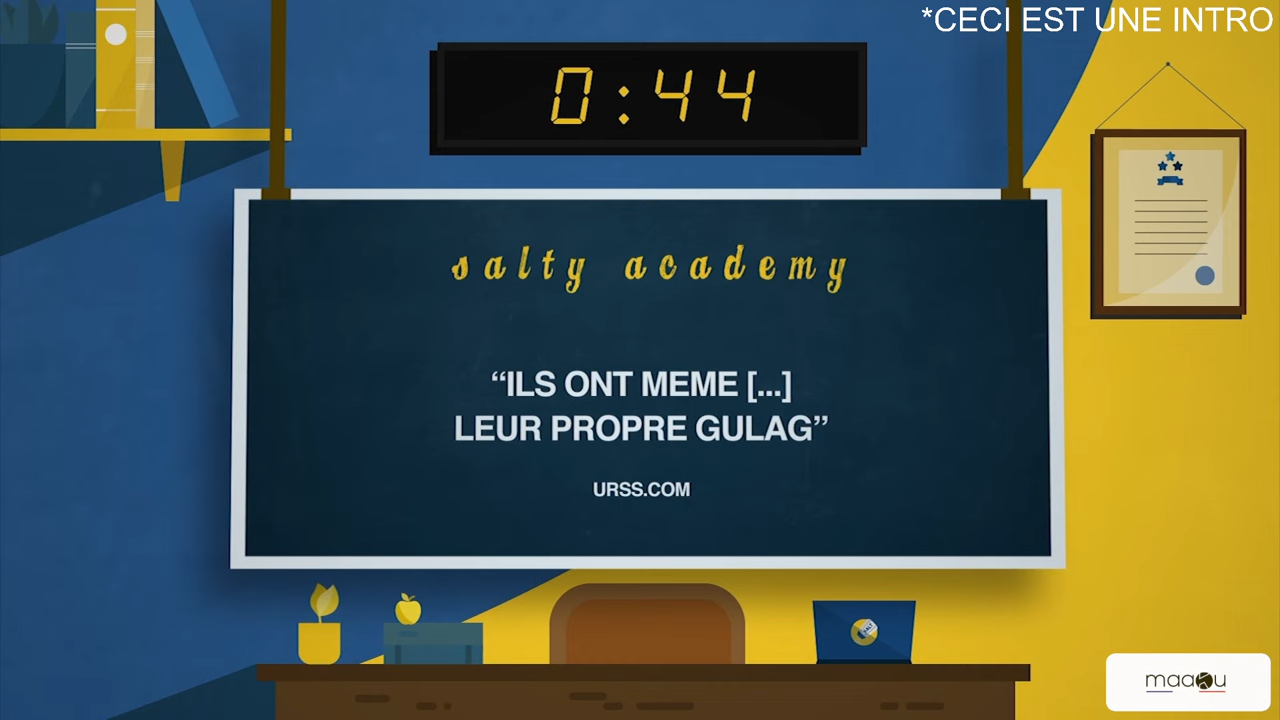 *CECI EST UNE INTRO
0:44
salty academy
“ILS ONT MEME [...]
LEUR PROPRE GULAG”
URSS.COM
maaKu